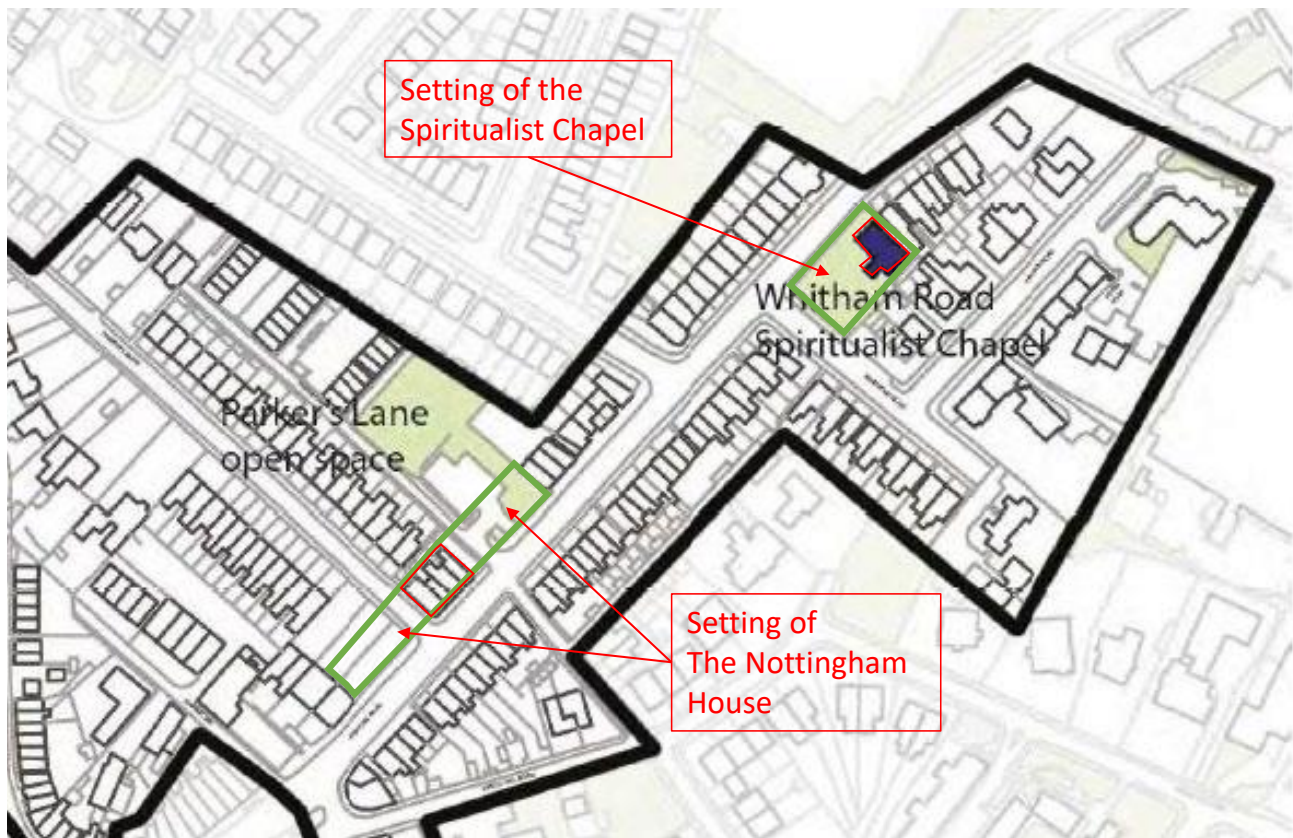 Setting of the
Spiritualist Chapel
Whitham Road
Spiritualist Chapel
Parker's Lane
open space
Setting of
The Nottingham
House